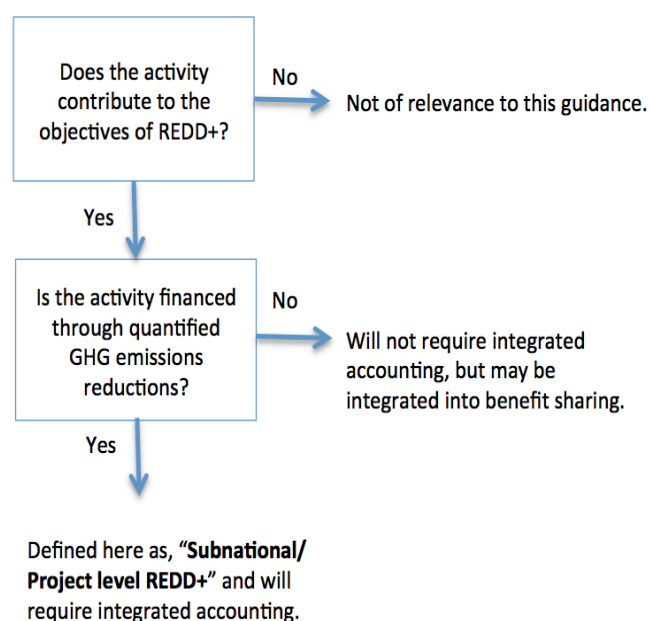 Does the activity
contribute to the
objectives of REDD+?
No
Not of relevance to this guidance.
Yes
Is the activity financed
through quantified
GHG emissions
reductions?
No
Will not require integrated
accounting, but may be
integrated into benefit sharing.
Yes
Defined here as, “Subnational/
Project level REDD+” and will
require integrated accounting.